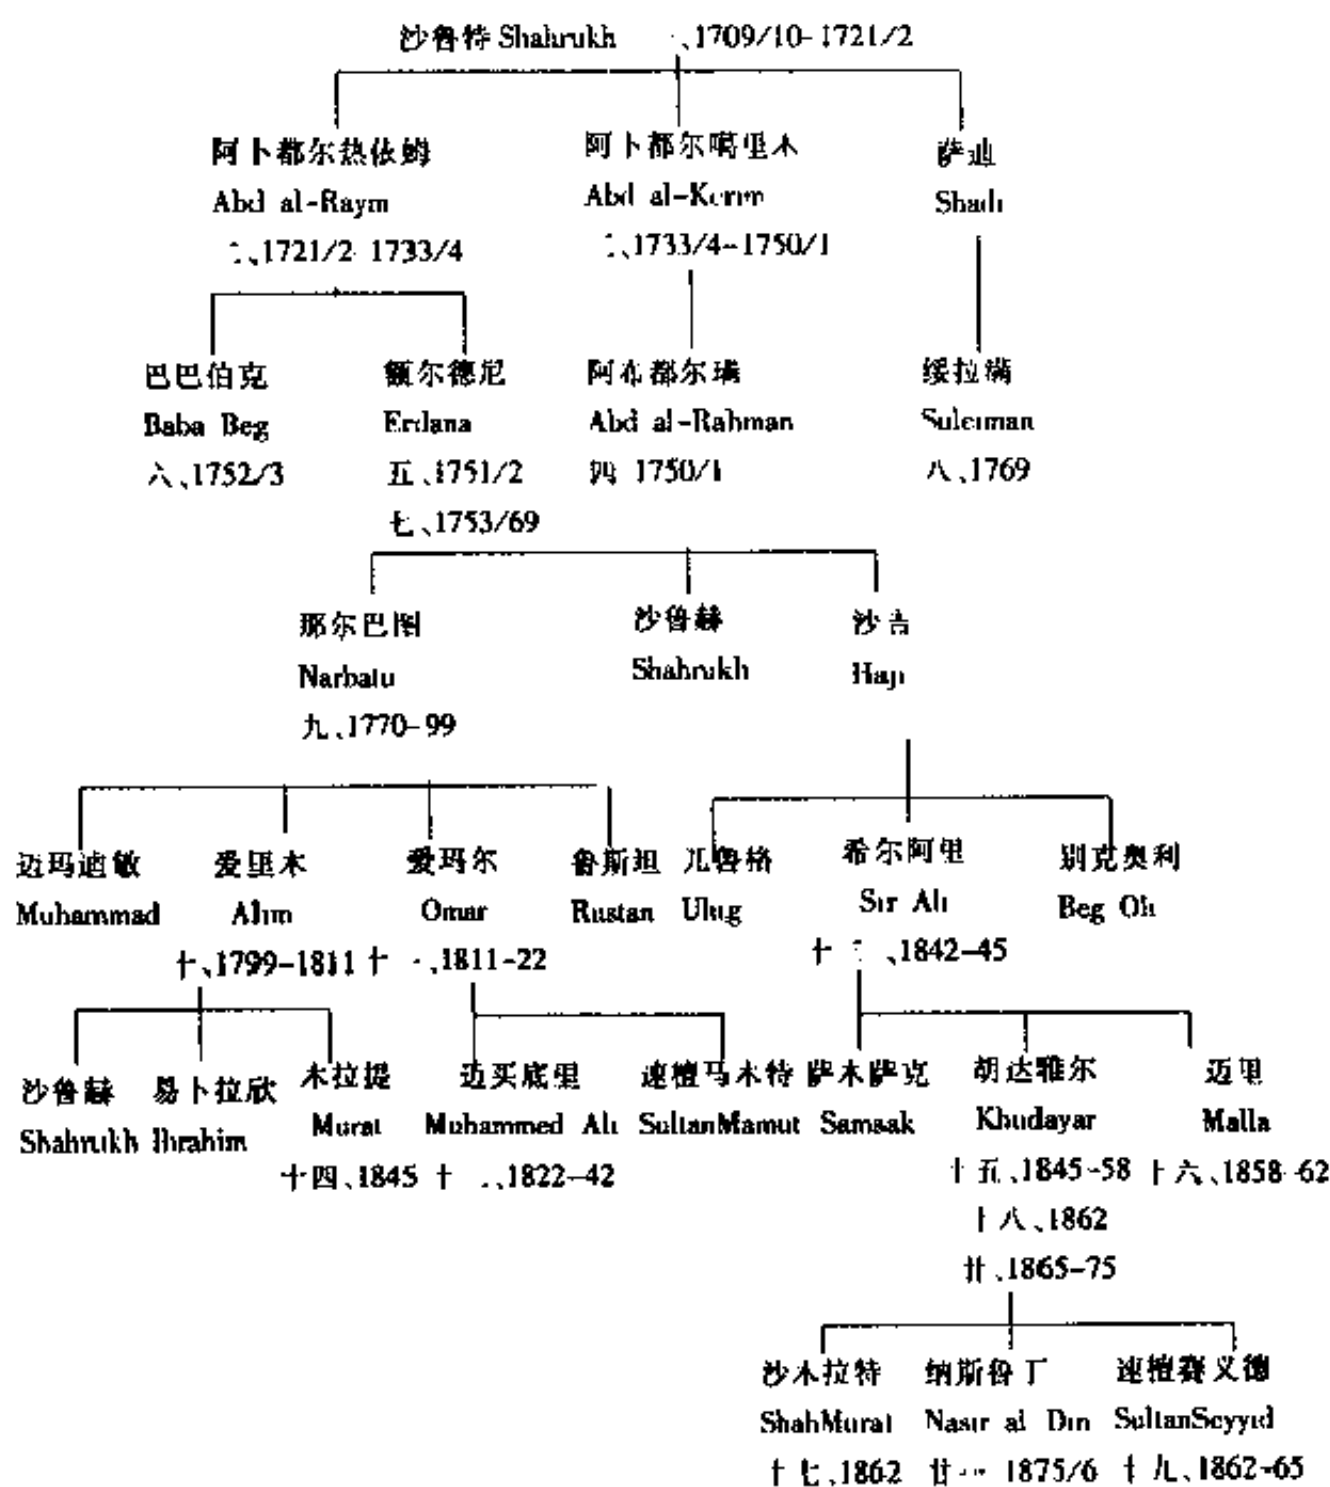 沙鲁特 Shahrukh 、1709/10-1721/2
阿卜都尔热依姆 阿卜都尔噶里木 萨迪
Abd al-Raym Abd al-Kerim Shadi
二、1721/2-1733/4 、1733/4-1750/1
巴巴伯克 额尔德尼 阿布都尔璊 绥拉满
Baba Beg Erdana Abd al-Rahman Suleiman
六、1752/3 五、1751/2 四 1750/1 八、1769
七、1753/69
那尔巴图 沙鲁赫 沙吉
Narbatu Shahrukh Haji
九、1770-99
迈玛迪敏 爱里木 爱玛尔 鲁斯坦 兀鲁格 希尔阿里 别克奥利
Muhammad Alim Omar Rustan Ulug Sir Ali Beg Oli
十、1799-1811 十一、1811-22 十三、1842-45
沙鲁赫 易卜拉欣 木拉提 迈买底里 速檀马木特 萨木萨克 胡达雅尔 迈里
Shahrukh Ibrahim Murat Muhammed Ali SultanMamut Samsak Khudayar Malla
十四、1845 十二、1822-42 十五、1845-58 十六、1858-62
十八、1862
廿、1865-75
沙木拉特 纳斯鲁丁 速檀赛义德
ShahMurat Nasir al Din SultanSeyyid
十七、1862 廿一 1875/6 十九、1862-65